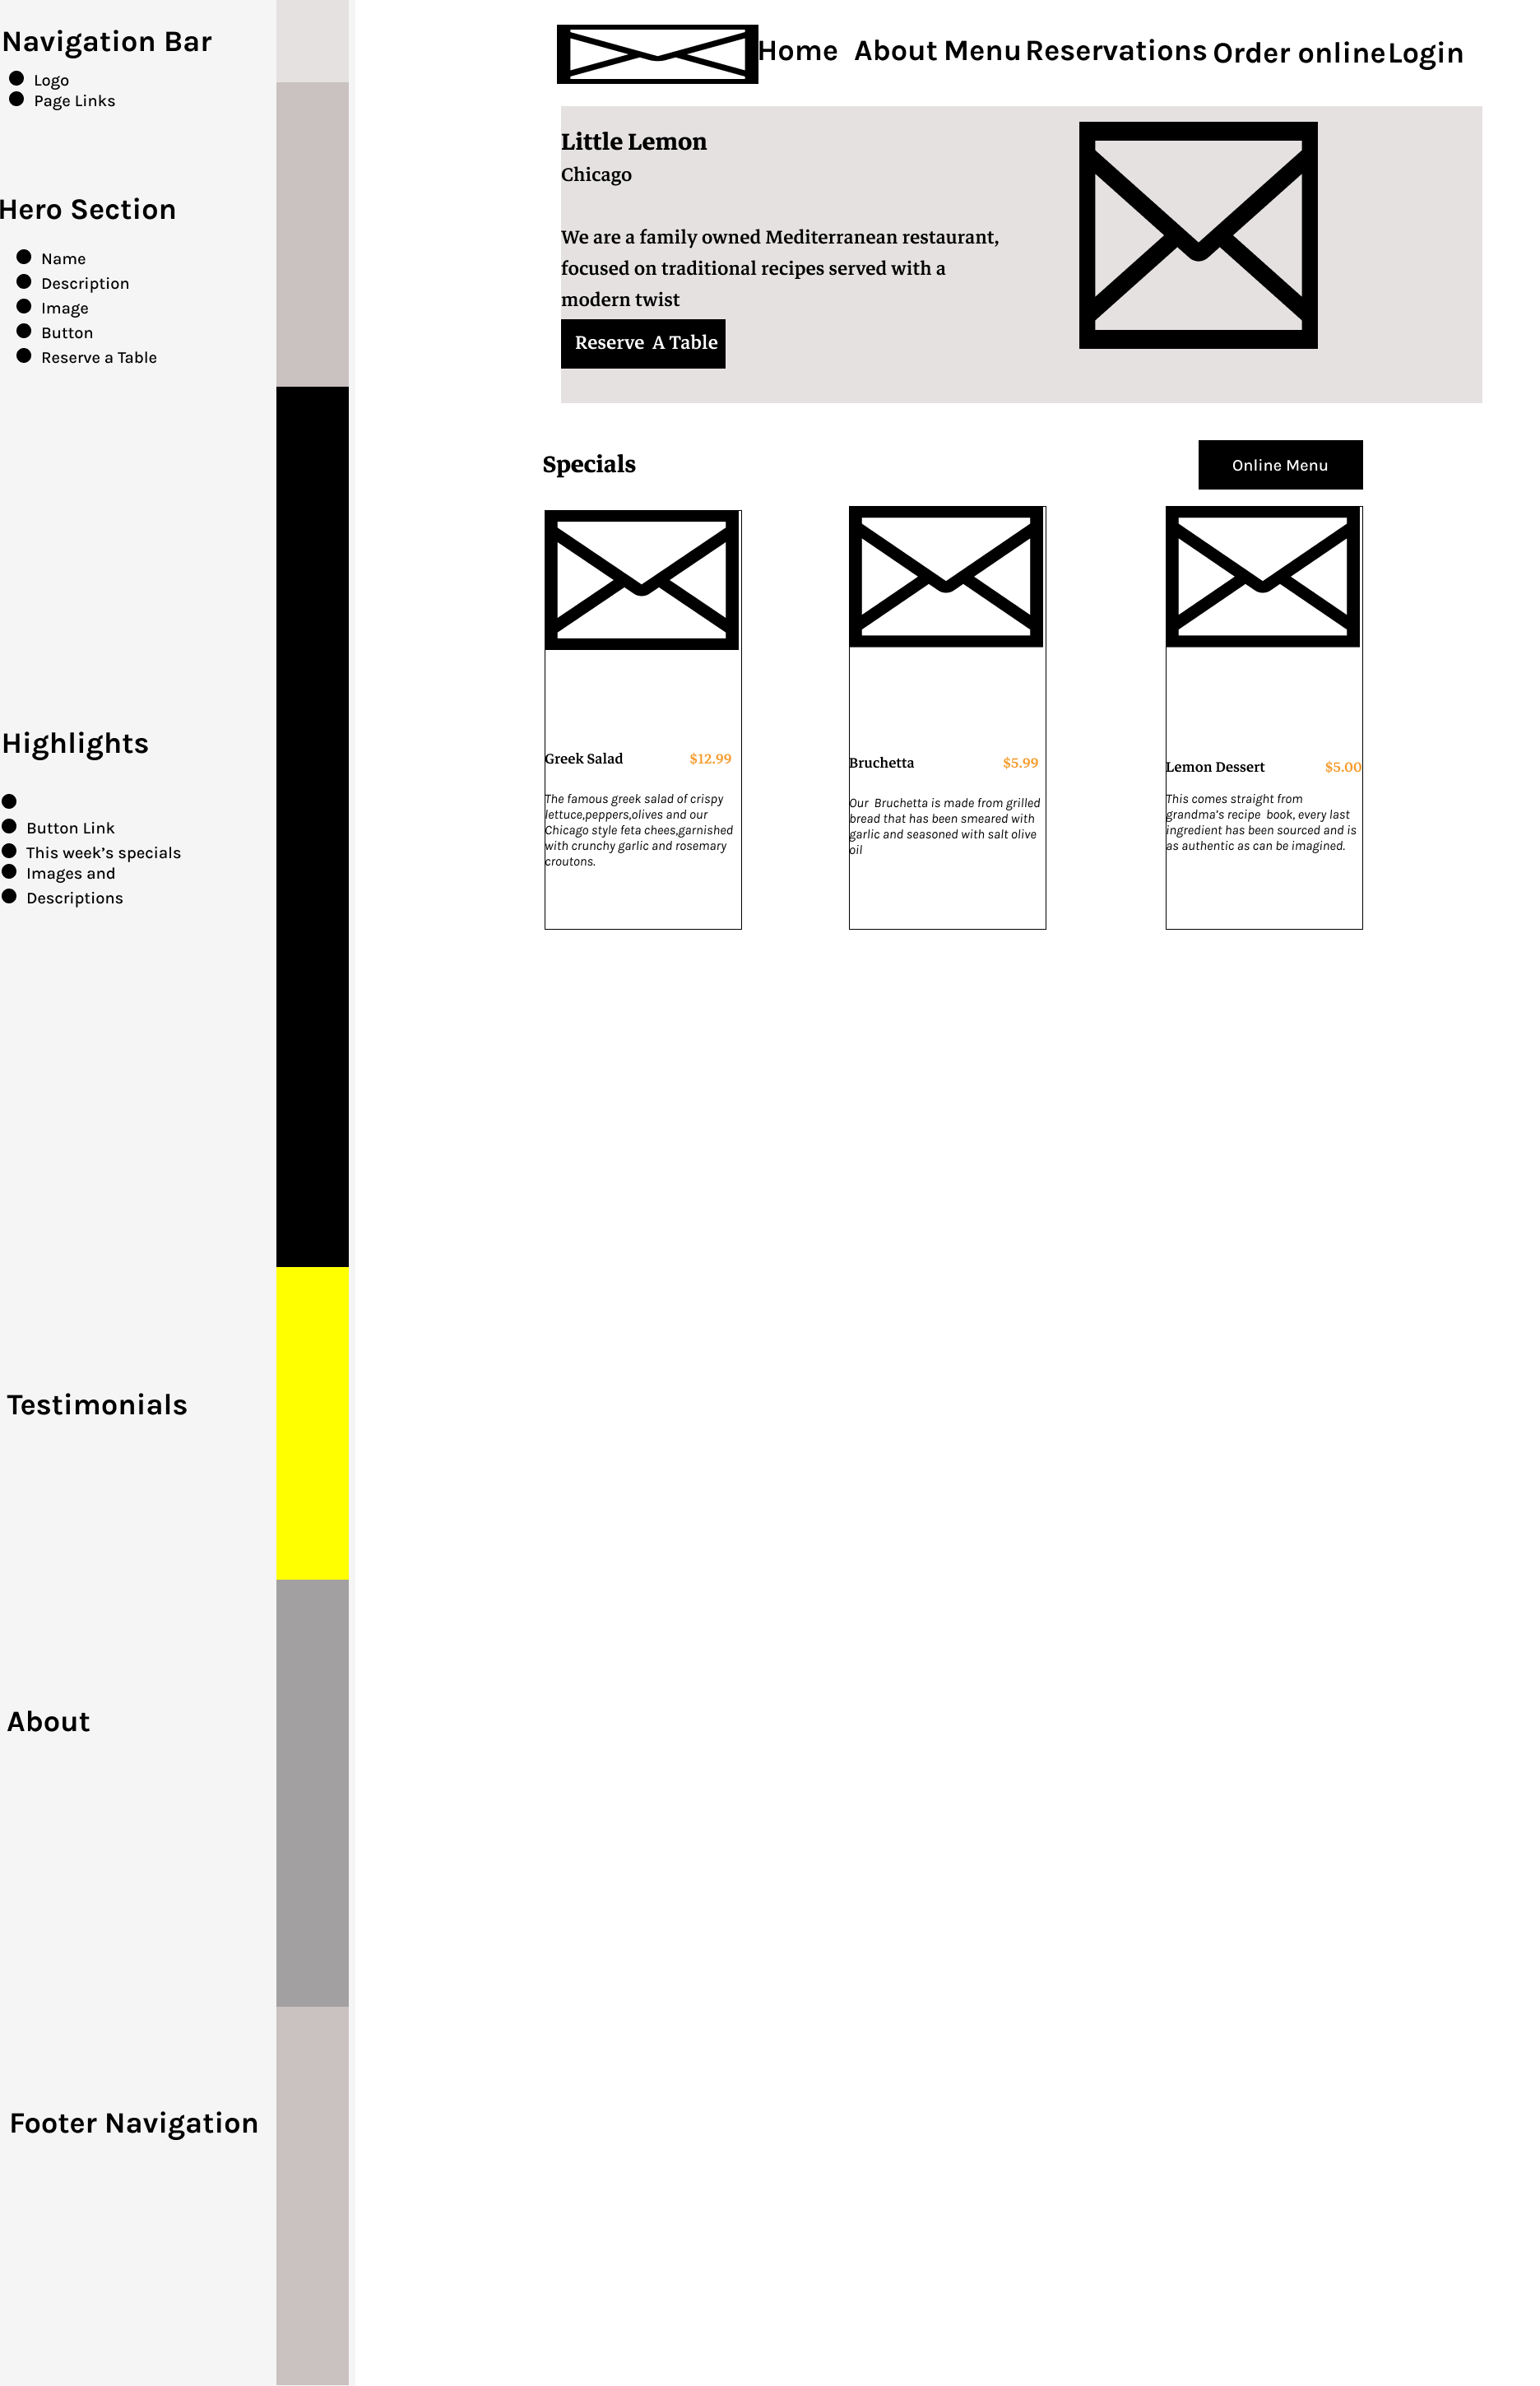 Navigation Bar
Logo
Page Links
Hero Section
Name
Description
Image
Button
Reserve a Table
Highlights
Button Link
This week's specials
Images and
Descriptions
Testimonials
About
Footer Navigation
Home About Menu Reservations Order online Login
Little Lemon
Chicago
We are a family owned Mediterranean restaurant,
focused on traditional recipes served with a
modern twist
Reserve A Table
Specials
Online Menu
Greek Salad $12.99
The famous greek salad of crispy
lettuce,peppers,olives and our
Chicago style feta chees,garnished
with crunchy garlic and rosemary
croutons.
Bruchetta $5.99
Our Bruchetta is made from grilled
bread that has been smeared with
garlic and seasoned with salt olive
oil
Lemon Dessert $5.00
This comes straight from
grandma's recipe book, every last
ingredient has been sourced and is
as authentic as can be imagined.